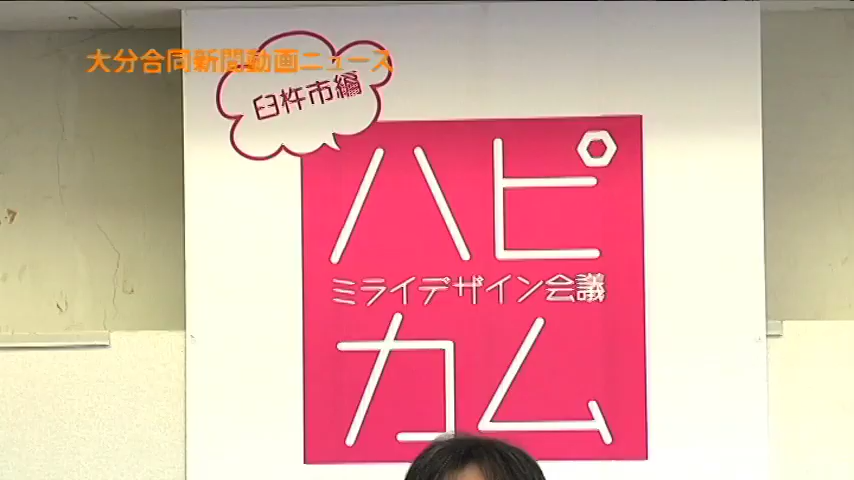 大分合同新聞動画ニュース
臼杵市編
ハピ
ミライデザイン会議
カム